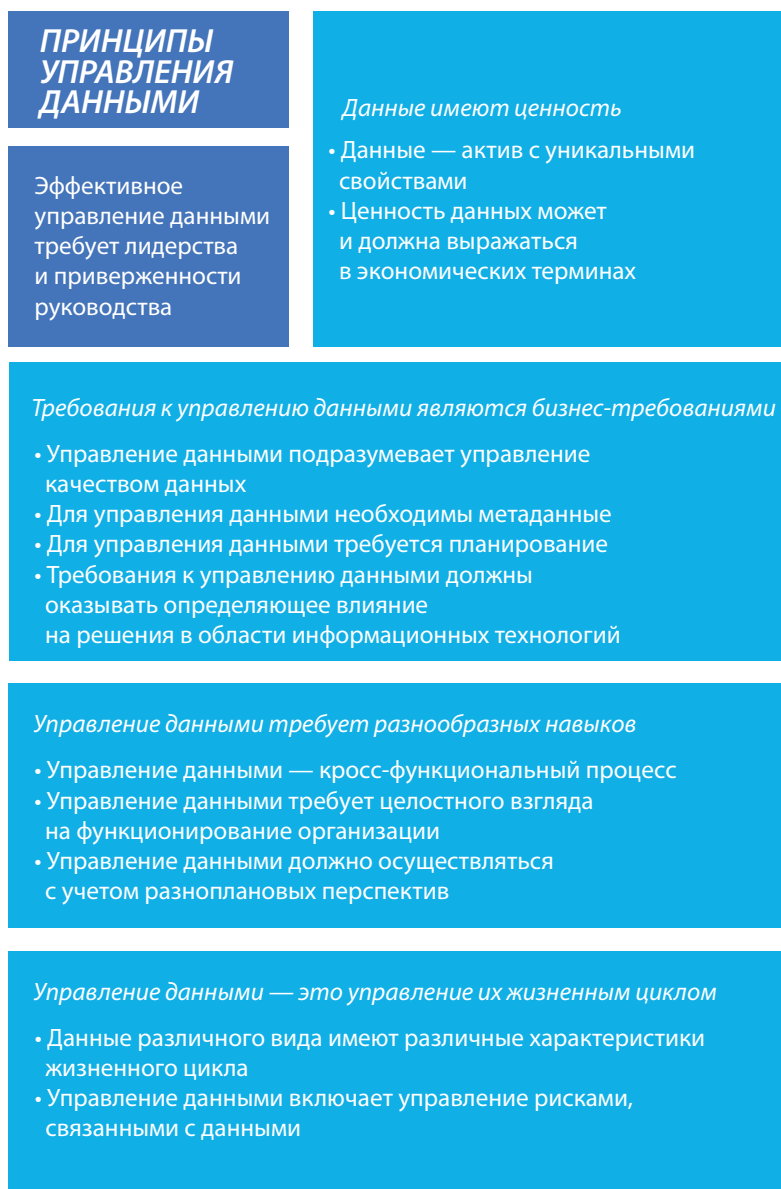 ПРИНЦИПЫ
УПРАВЛЕНИЯ
ДАННЫМИ
Эффективное
управление данными
требует лидерства
и приверженности
руководства
Данные имеют ценность
• Данные — актив с уникальными
свойствами
• Ценность данных может
и должна выражаться
в экономических терминах
Требования к управлению данными являются бизнес-требованиями
• Управление данными подразумевает управление
качеством данных
• Для управления данными необходимы метаданные
• Для управления данными требуется планирование
• Требования к управлению данными должны
оказывать определяющее влияние
на решения в области информационных технологий
Управление данными требует разнообразных навыков
• Управление данными — кросс-функциональный процесс
• Управление данными требует целостного взгляда
на функционирование организации
• Управление данными должно осуществляться
с учетом разноплановых перспектив
Управление данными — это управление их жизненным циклом
• Данные различного вида имеют различные характеристики
жизненного цикла
• Управление данными включает управление рисками,
связанными с данными